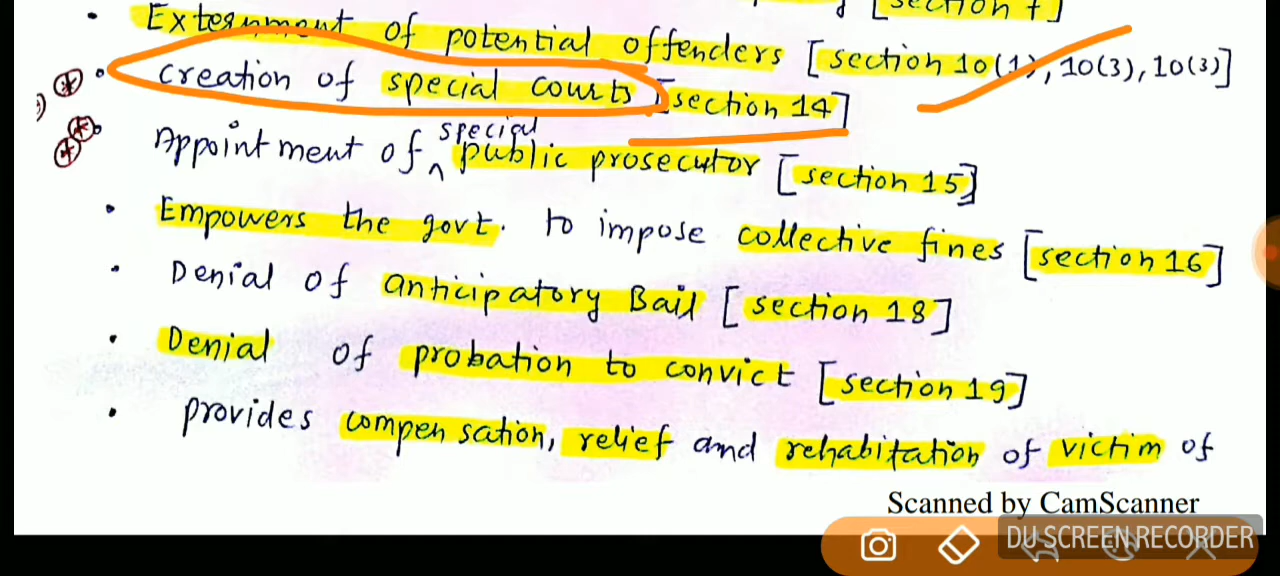 [section 7]
• Externment of potential offenders [section 10(1), 10(3), 10(3)]
• creation of special courts [section 14]
• Appointment of ^ special public prosecutor [section 15]
• Empowers the govt. to impose collective fines [section 16]
• Denial of Anticipatory Bail [section 18]
• Denial of probation to convict [section 19]
• provides compensation, relief and rehabitation of victim of
Scanned by CamScanner
DU SCREEN RECORDER